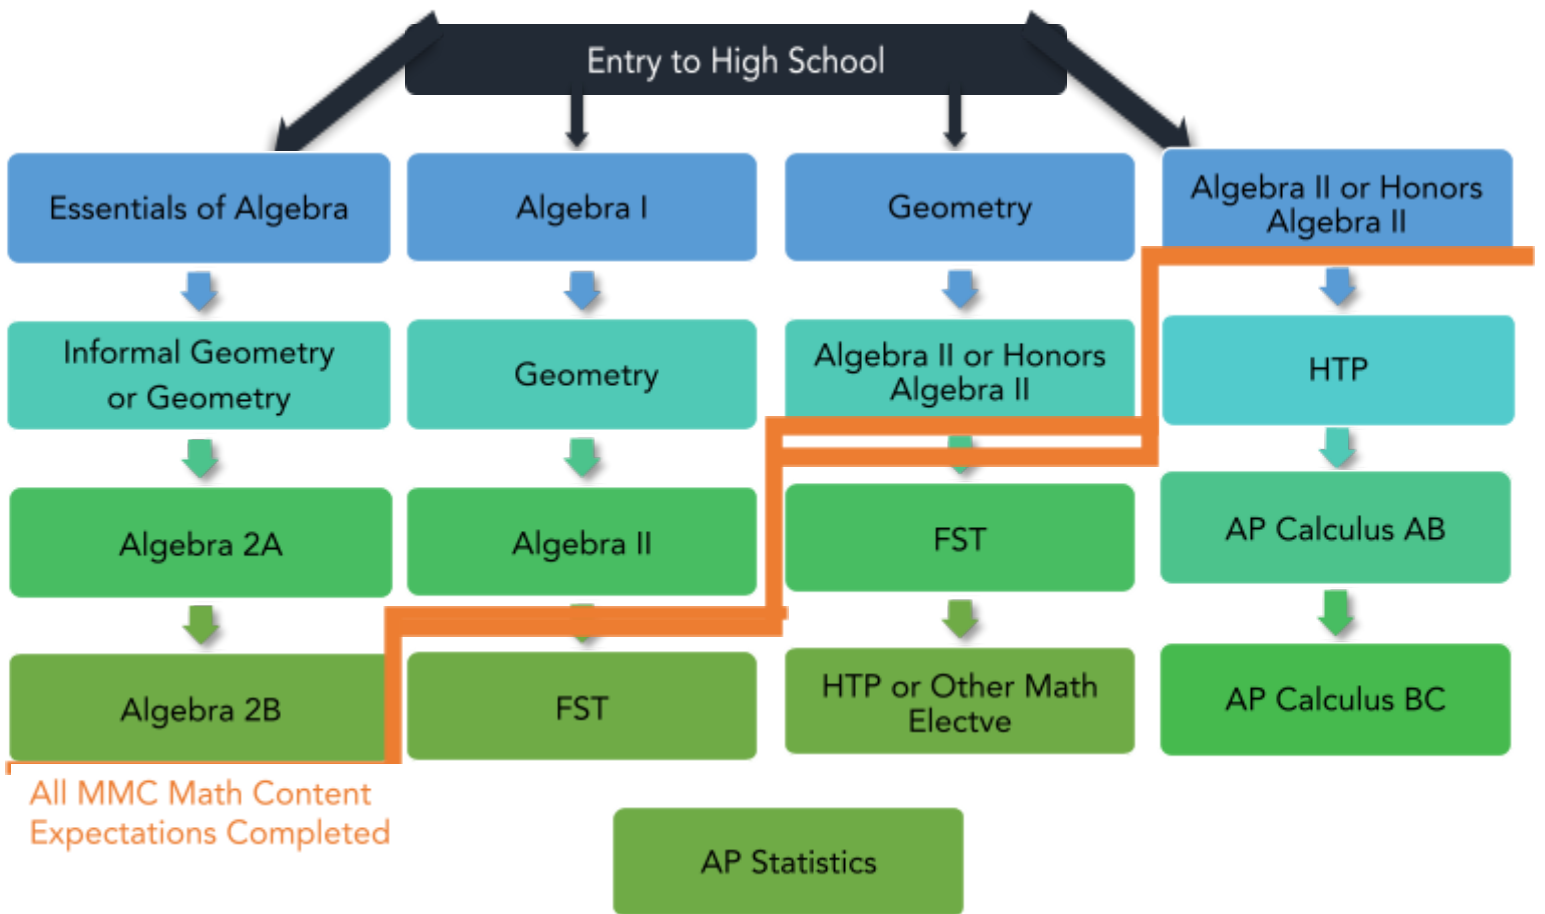 Entry to High School
Essentials of Algebra
Algebra I
Geometry
Algebra II or Honors
Algebra II
Informal Geometry
or Geometry
Geometry
Algebra II or Honors
Algebra II
HTP
Algebra 2A
Algebra II
FST
AP Calculus AB
Algebra 2B
FST
HTP or Other Math
Electve
AP Calculus BC
All MMC Math Content
Expectations Completed
AP Statistics